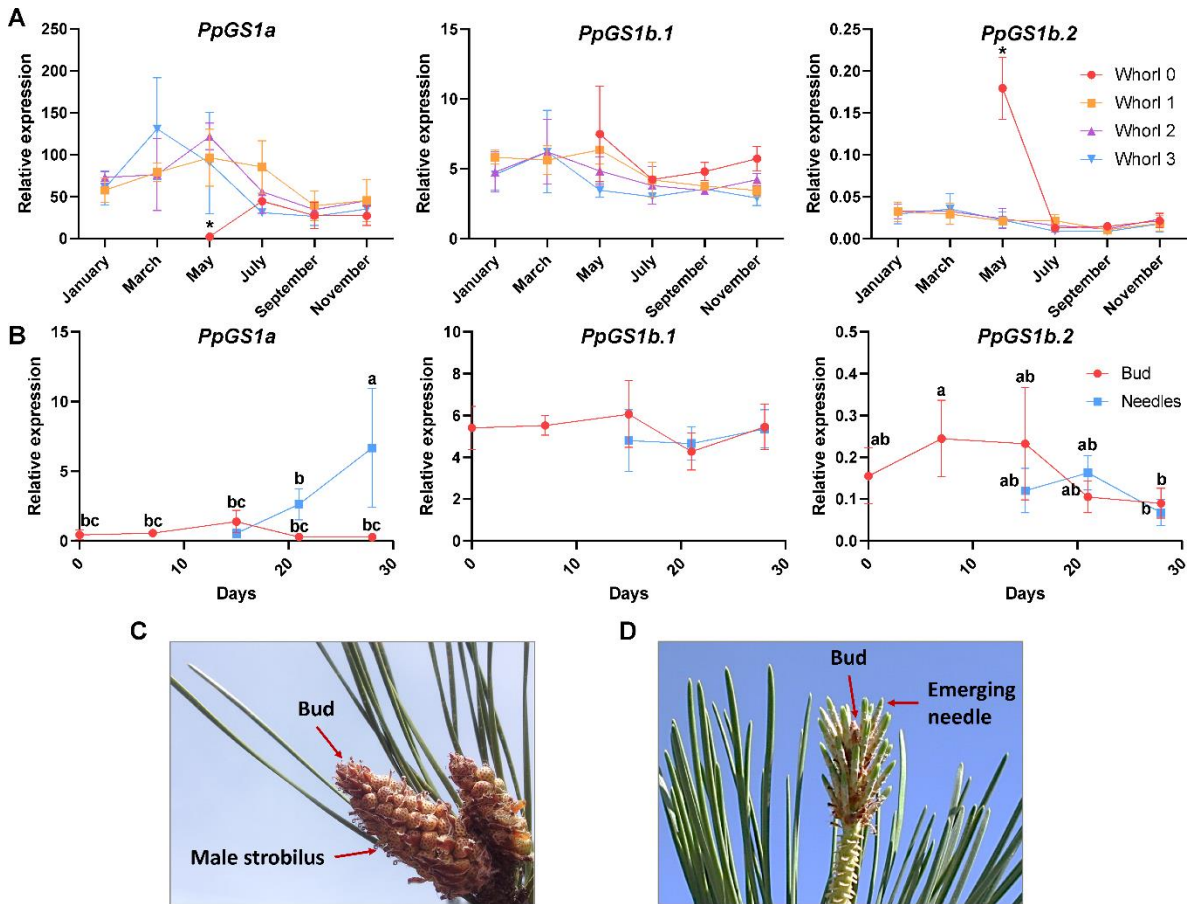 A
PpGS1a
PpGS1b.1
PpGS1b.2
Relative expression
250
200
150
100
50
0
*
January
March
May
July
September
November
Relative expression
15
10
5
0
January
March
May
July
September
November
Relative expression
0.25
0.20
0.15
0.10
0.05
0.00
*
Whorl 0
Whorl 1
Whorl 2
Whorl 3
January
March
May
July
September
November
B
PpGS1a
PpGS1b.1
PpGS1b.2
Relative expression
15
10
5
0
bc
bc
bc
b
bc
a
bc
0
10
20
30
Days
Relative expression
10
8
6
4
2
0
0
10
20
30
Days
Relative expression
0.5
0.4
0.3
0.2
0.1
0.0
ab
a
ab
ab
ab
ab
b
b
Bud
Needles
0
10
20
30
Days
C
Bud
Male strobilus
D
Bud
Emerging
needle